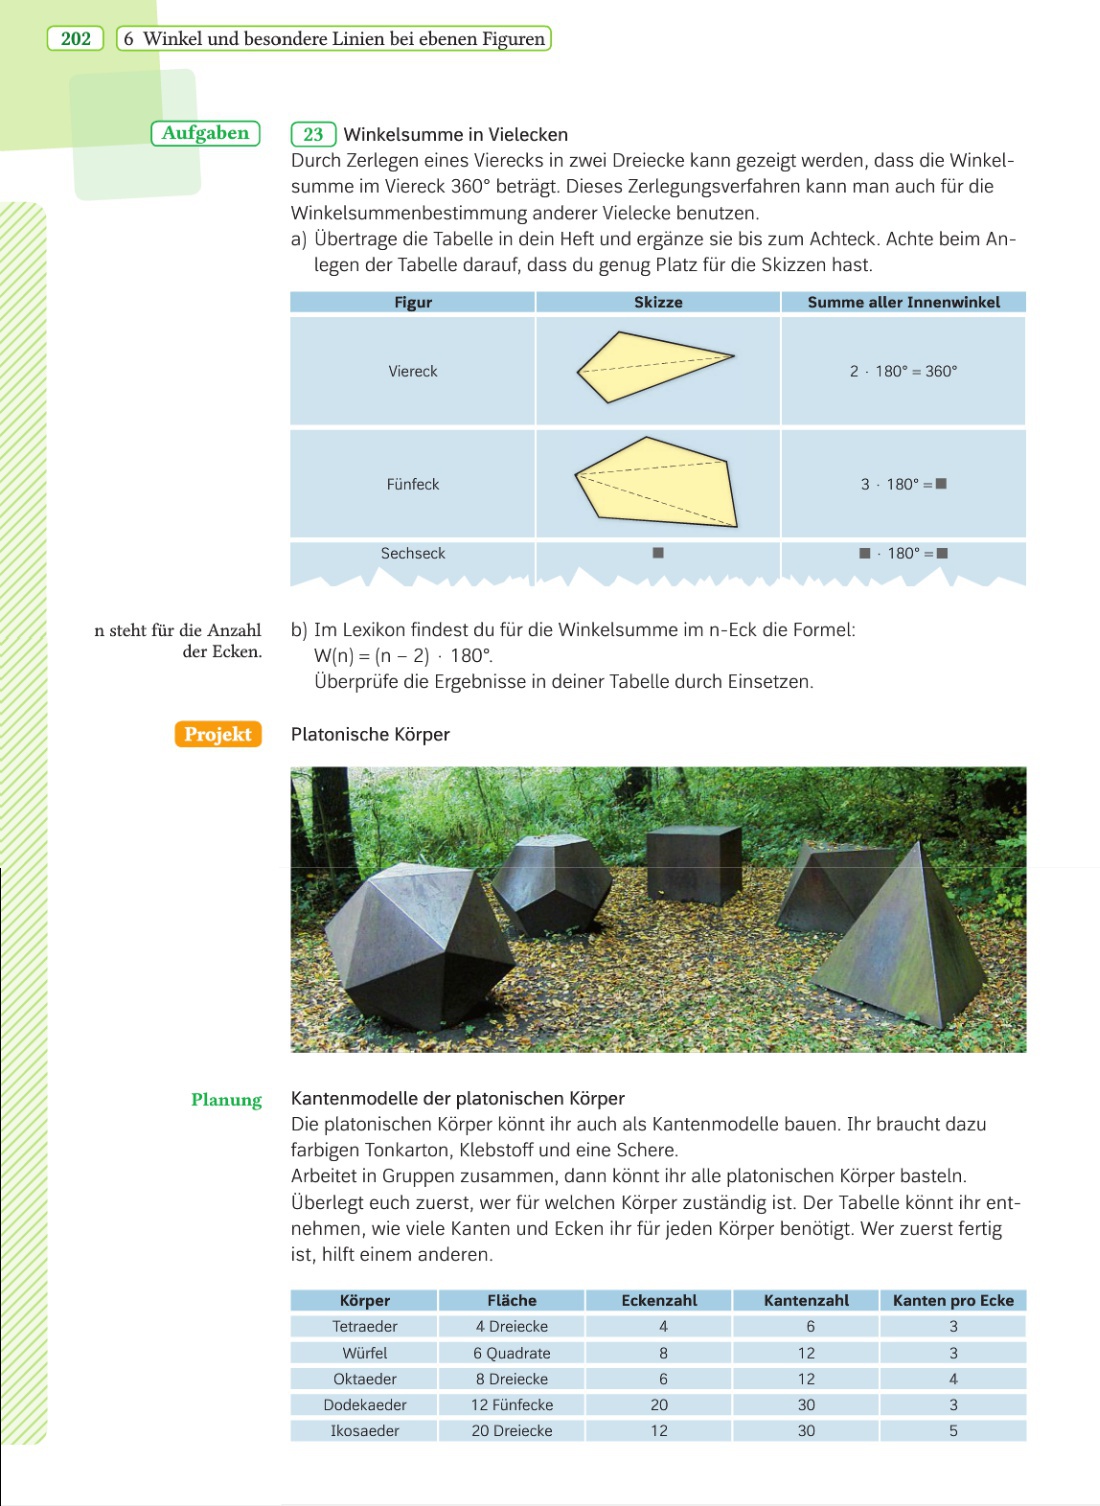 202
6 Winkel und besondere Linien bei ebenen Figuren
Aufgaben
23 Winkelsumme in Vielecken
Durch Zerlegen eines Vierecks in zwei Dreiecke kann gezeigt werden, dass die Winkel-
summe im Viereck 360° beträgt. Dieses Zerlegungsverfahren kann man auch für die
Winkelsummenbestimmung anderer Vielecke benutzen.
a) Übertrage die Tabelle in dein Heft und ergänze sie bis zum Achteck. Achte beim An-
legen der Tabelle darauf, dass du genug Platz für die Skizzen hast.
Figur Skizze Summe aller Innenwinkel
Viereck 2 · 180° = 360°
Fünfeck 3 · 180° = ■
Sechseck ■ ■ · 180° = ■
n steht für die Anzahl
der Ecken.
b) Im Lexikon findest du für die Winkelsumme im n-Eck die Formel:
W(n) = (n − 2) · 180°.
Überprüfe die Ergebnisse in deiner Tabelle durch Einsetzen.
Projekt
Platonische Körper
Planung
Kantenmodelle der platonischen Körper
Die platonischen Körper könnt ihr auch als Kantenmodelle bauen. Ihr braucht dazu
farbigen Tonkarton, Klebstoff und eine Schere.
Arbeitet in Gruppen zusammen, dann könnt ihr alle platonischen Körper basteln.
Überlegt euch zuerst, wer für welchen Körper zuständig ist. Der Tabelle könnt ihr ent-
nehmen, wie viele Kanten und Ecken ihr für jeden Körper benötigt. Wer zuerst fertig
ist, hilft einem anderen.
Körper Fläche Eckenzahl Kantenzahl Kanten pro Ecke
Tetraeder 4 Dreiecke 4 6 3
Würfel 6 Quadrate 8 12 3
Oktaeder 8 Dreiecke 6 12 4
Dodekaeder 12 Fünfecke 20 30 3
Ikosaeder 20 Dreiecke 12 30 5